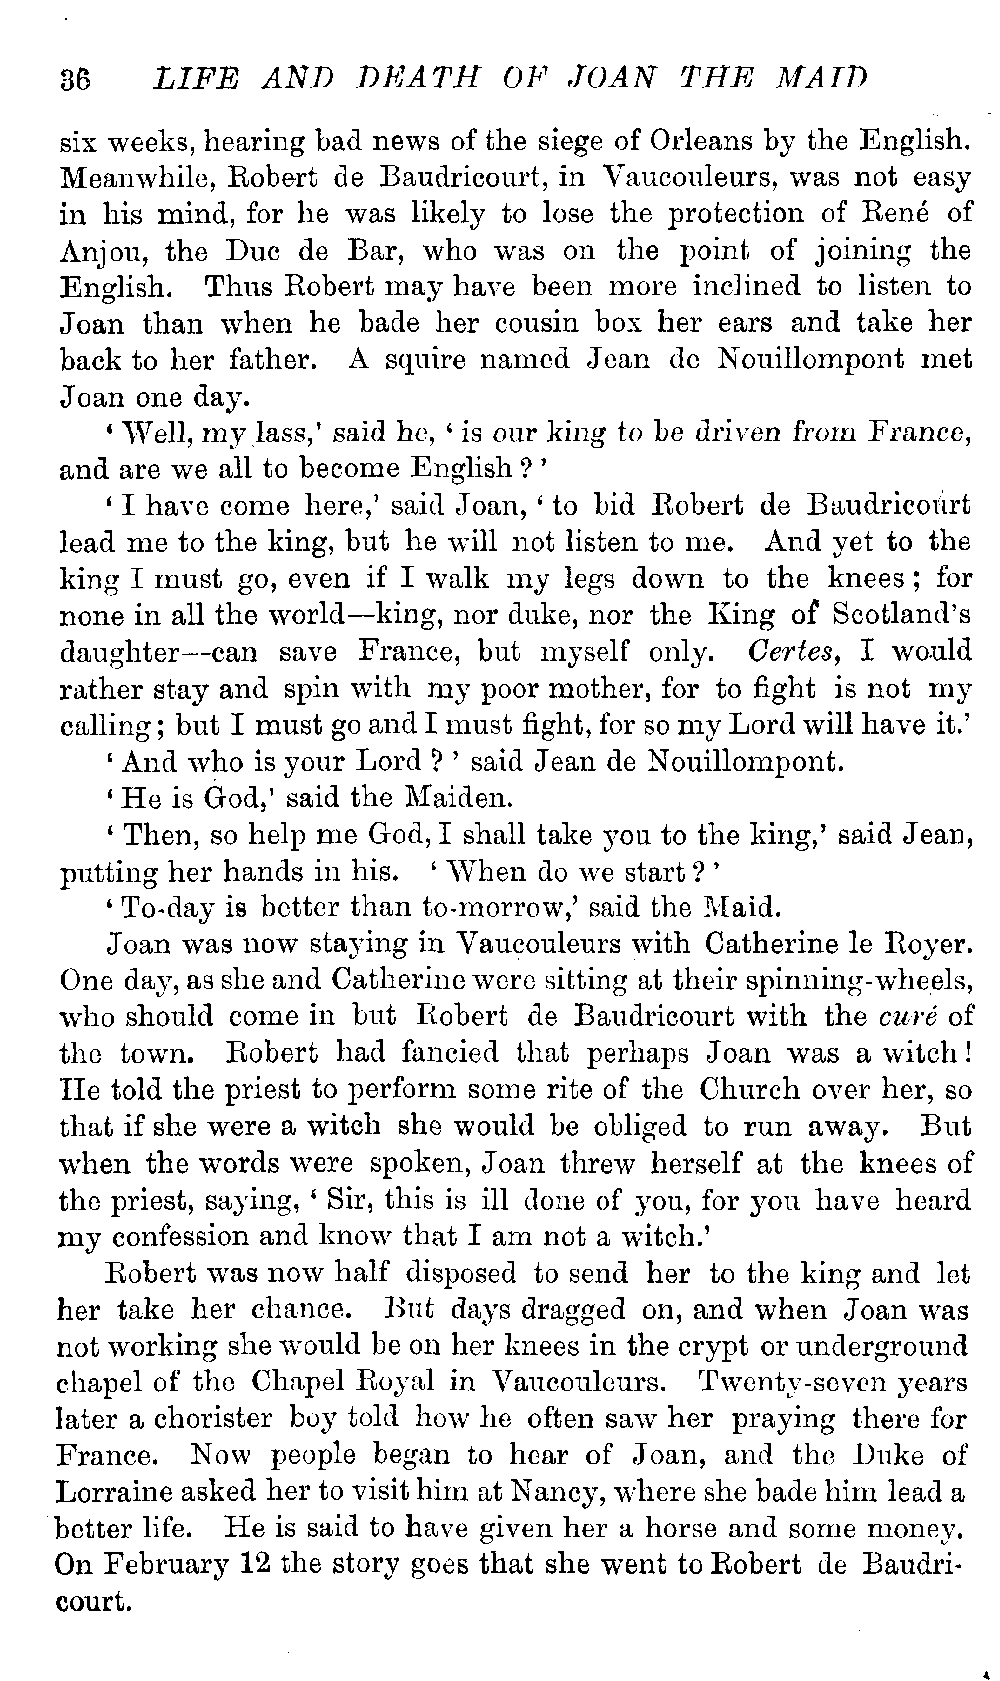 36 LIFE AND DEATH OF JOAN THE MAID
six weeks, hearing bad news of the siege of Orleans by the English.
Meanwhile, Robert de Baudricourt, in Vaucouleurs, was not easy
in his mind, for he was likely to lose the protection of René of
Anjou, the Duc de Bar, who was on the point of joining the
English. Thus Robert may have been more inclined to listen to
Joan than when he bade her cousin box her ears and take her
back to her father. A squire named Jean de Nouillompont met
Joan one day.
‘ Well, my lass,’ said he, ‘ is our king to be driven from France,
and are we all to become English ? ’
‘ I have come here,’ said Joan, ‘ to bid Robert de Baudricourt
lead me to the king, but he will not listen to me. And yet to the
king I must go, even if I walk my legs down to the knees ; for
none in all the world—king, nor duke, nor the King of Scotland’s
daughter—can save France, but myself only. Certes, I would
rather stay and spin with my poor mother, for to fight is not my
calling ; but I must go and I must fight, for so my Lord will have it.’
‘ And who is your Lord ? ’ said Jean de Nouillompont.
‘ He is God,’ said the Maiden.
‘ Then, so help me God, I shall take you to the king,’ said Jean,
putting her hands in his. ‘ When do we start ? ’
‘ To-day is better than to-morrow,’ said the Maid.
Joan was now staying in Vaucouleurs with Catherine le Royer.
One day, as she and Catherine were sitting at their spinning-wheels,
who should come in but Robert de Baudricourt with the curé of
the town. Robert had fancied that perhaps Joan was a witch !
He told the priest to perform some rite of the Church over her, so
that if she were a witch she would be obliged to run away. But
when the words were spoken, Joan threw herself at the knees of
the priest, saying, ‘ Sir, this is ill done of you, for you have heard
my confession and know that I am not a witch.’
Robert was now half disposed to send her to the king and let
her take her chance. But days dragged on, and when Joan was
not working she would be on her knees in the crypt or underground
chapel of the Chapel Royal in Vaucouleurs. Twenty-seven years
later a chorister boy told how he often saw her praying there for
France. Now people began to hear of Joan, and the Duke of
Lorraine asked her to visit him at Nancy, where she bade him lead a
better life. He is said to have given her a horse and some money.
On February 12 the story goes that she went to Robert de Baudri-
court.